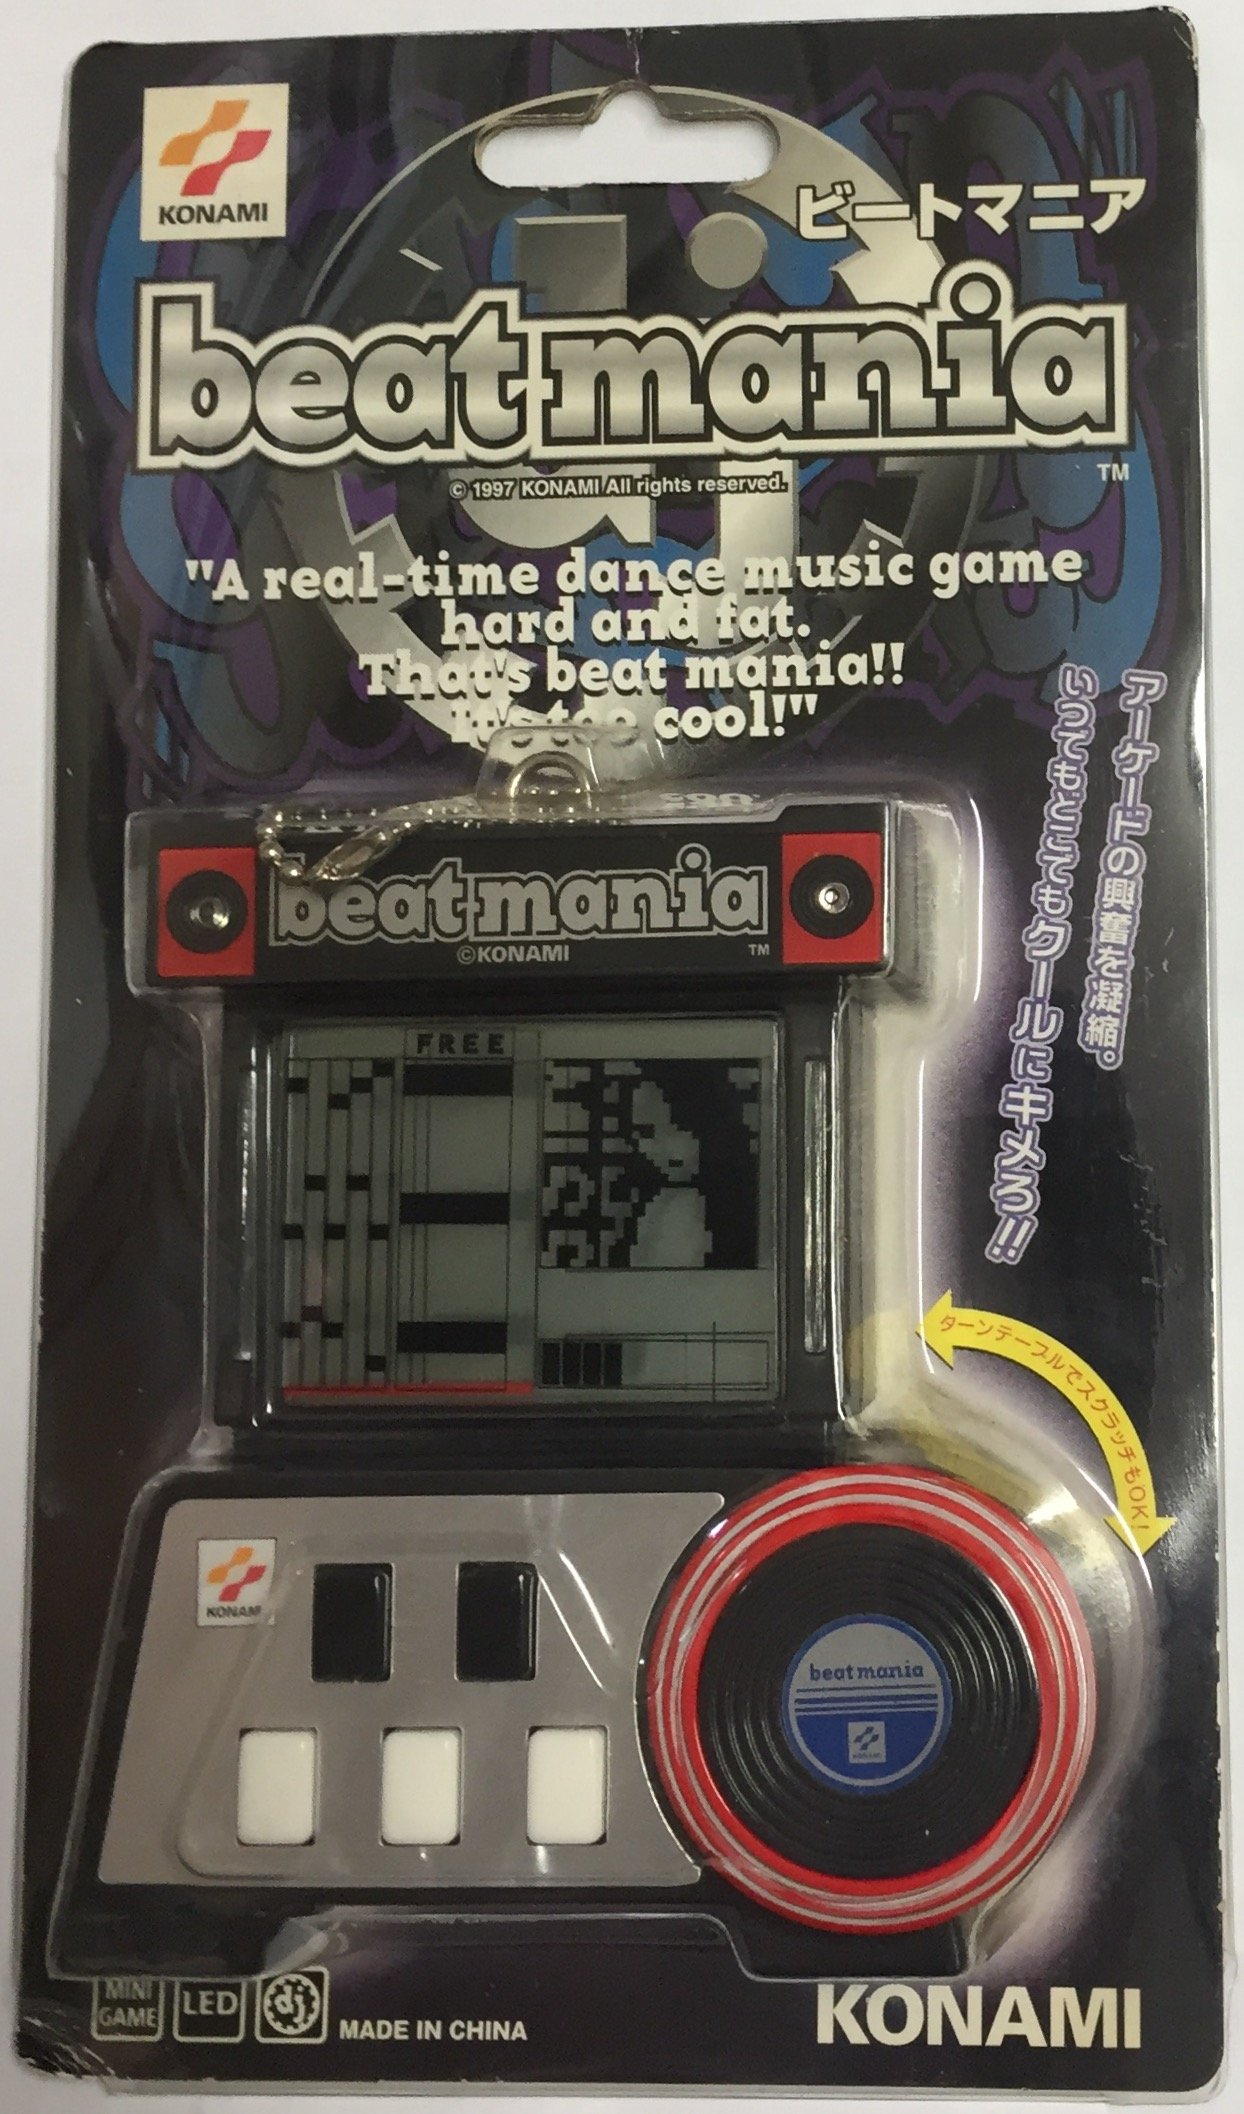 KONAMI
ビートマニア
beatmania
TM
© 1997 KONAMI All rights reserved.
"A real-time dance music game
hard and fat.
That's beat mania!!
It's too cool!"
アーケードの興奮を凝縮。
いつでもどこでもクールにキメろ!!
beatmania
©KONAMI
TM
FREE
ターンテーブルでスクラッチもOK!
KONAMI
beatmania
KONAMI
MINI
GAME
LED
dj
MADE IN CHINA
KONAMI